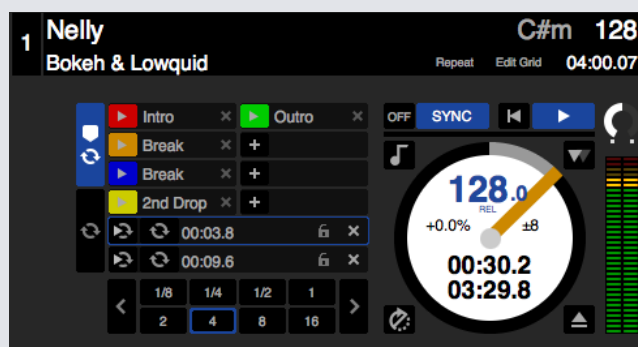 1 Nelly C#m 128
Bokeh & Lowquid Repeat Edit Grid 04:00.07
Intro Outro OFF SYNC
Break
Break
2nd Drop
128.0
REL
+0.0% ±8
00:03.8
00:09.6
00:30.2
03:29.8
1/8 1/4 1/2 1
2 4 8 16